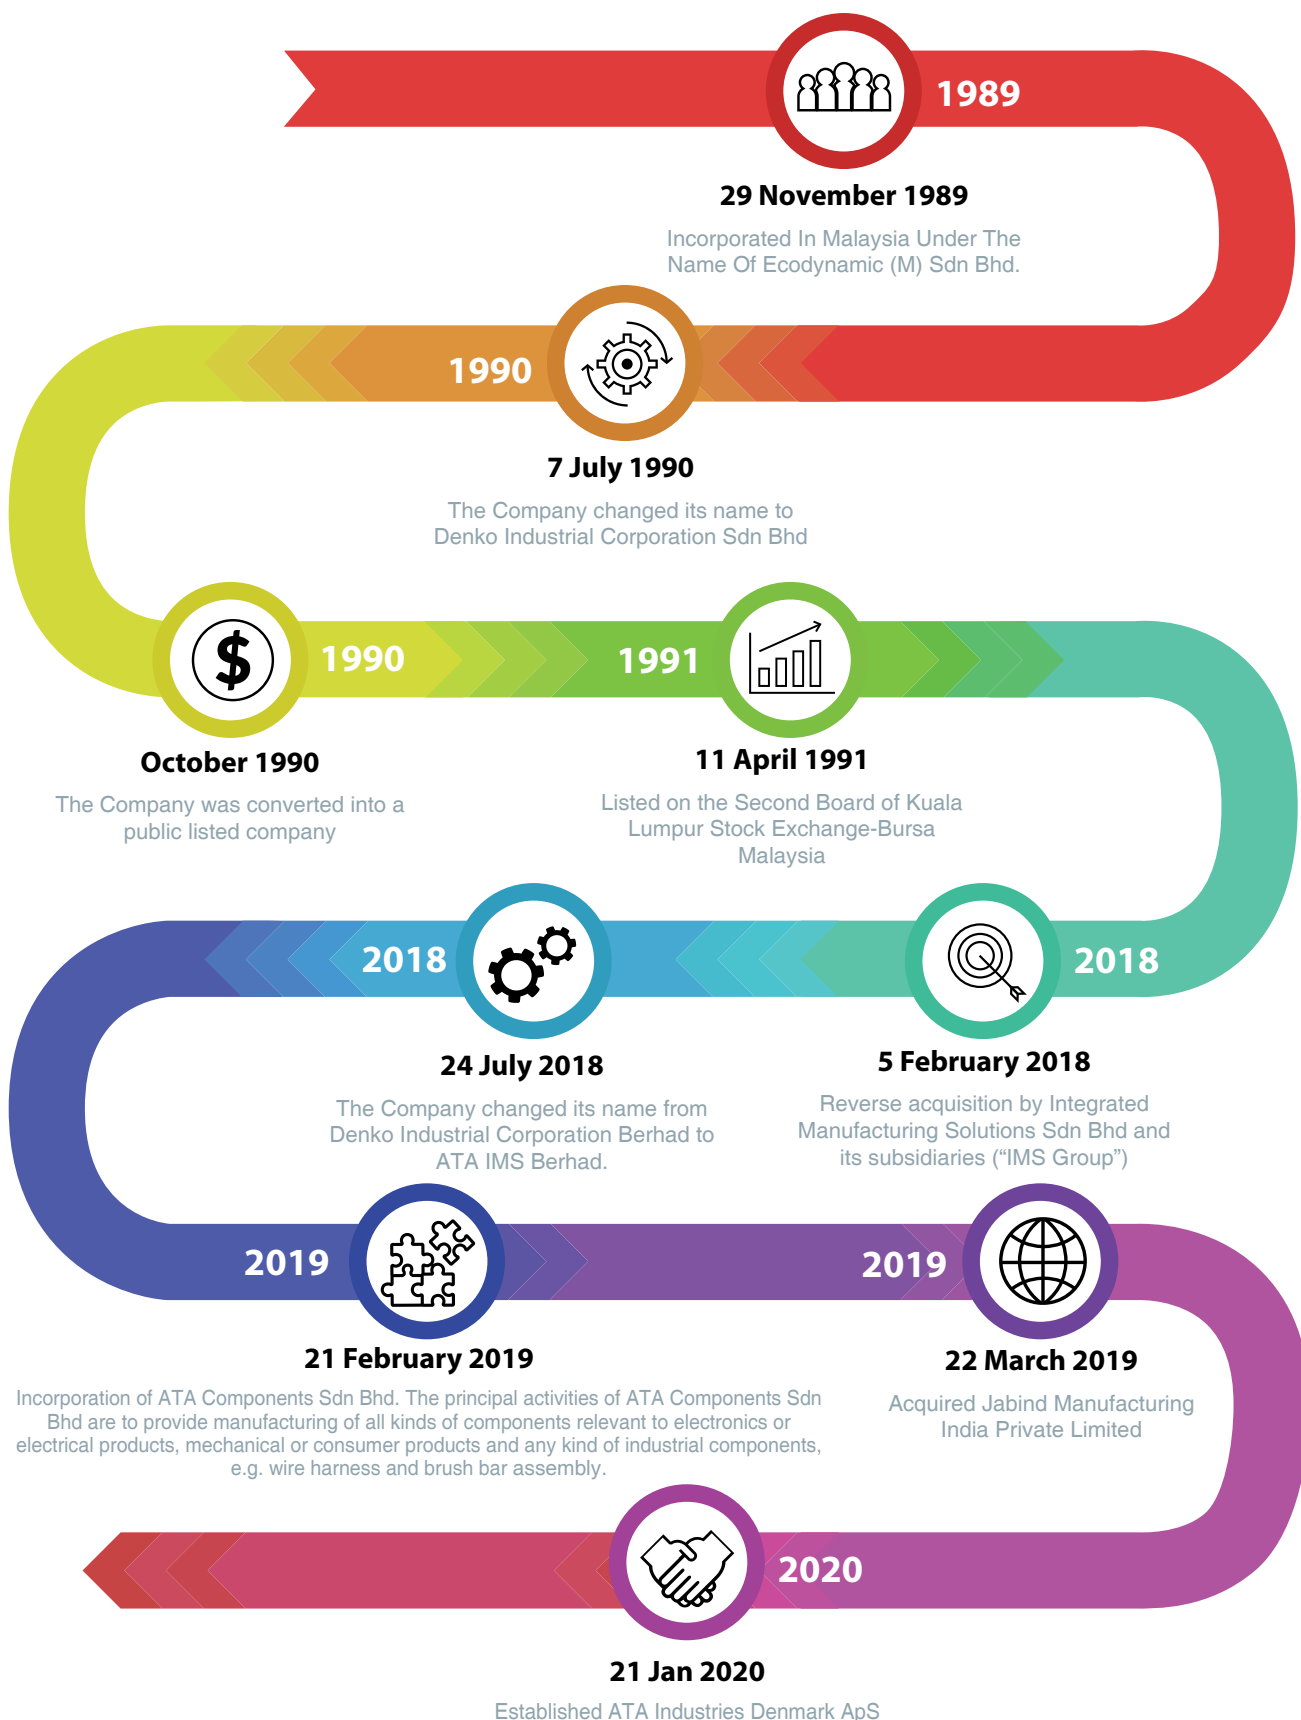 1989
29 November 1989
Incorporated In Malaysia Under The
Name Of Ecodynamic (M) Sdn Bhd.
1990
7 July 1990
The Company changed its name to
Denko Industrial Corporation Sdn Bhd
1990
October 1990
The Company was converted into a
public listed company
1991
11 April 1991
Listed on the Second Board of Kuala
Lumpur Stock Exchange-Bursa
Malaysia
2018
5 February 2018
Reverse acquisition by Integrated
Manufacturing Solutions Sdn Bhd and
its subsidiaries (“IMS Group”)
2018
24 July 2018
The Company changed its name from
Denko Industrial Corporation Berhad to
ATA IMS Berhad.
2019
21 February 2019
Incorporation of ATA Components Sdn Bhd. The principal activities of ATA Components Sdn
Bhd are to provide manufacturing of all kinds of components relevant to electronics or
electrical products, mechanical or consumer products and any kind of industrial components,
e.g. wire harness and brush bar assembly.
2019
22 March 2019
Acquired Jabind Manufacturing
India Private Limited
2020
21 Jan 2020
Established ATA Industries Denmark ApS